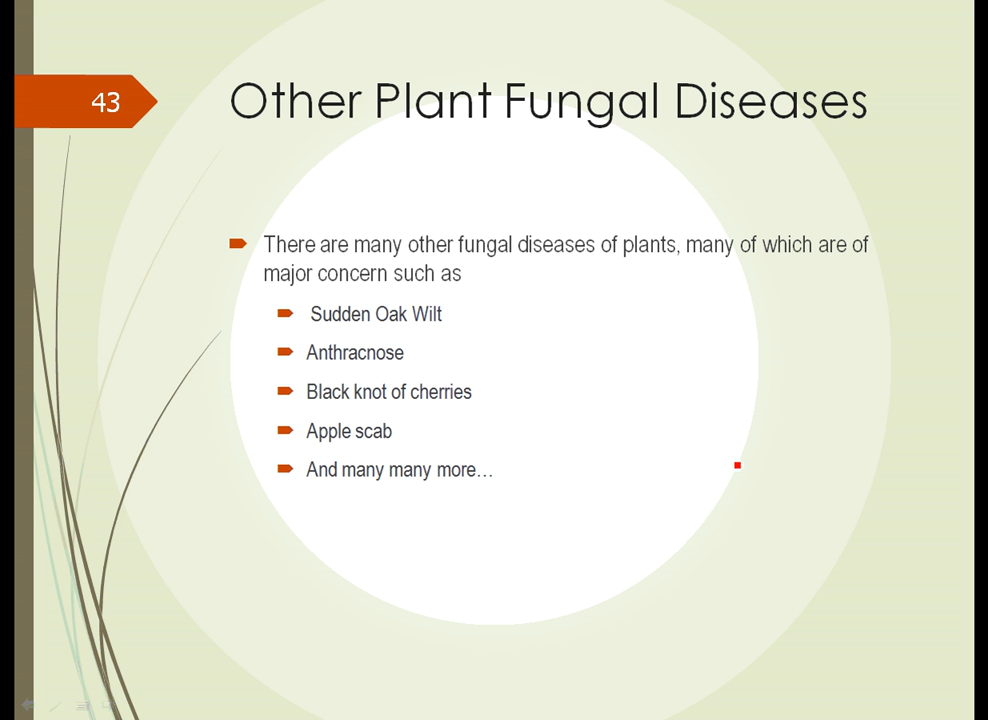 43
Other Plant Fungal Diseases
There are many other fungal diseases of plants, many of which are of
major concern such as
Sudden Oak Wilt
Anthracnose
Black knot of cherries
Apple scab
And many many more…